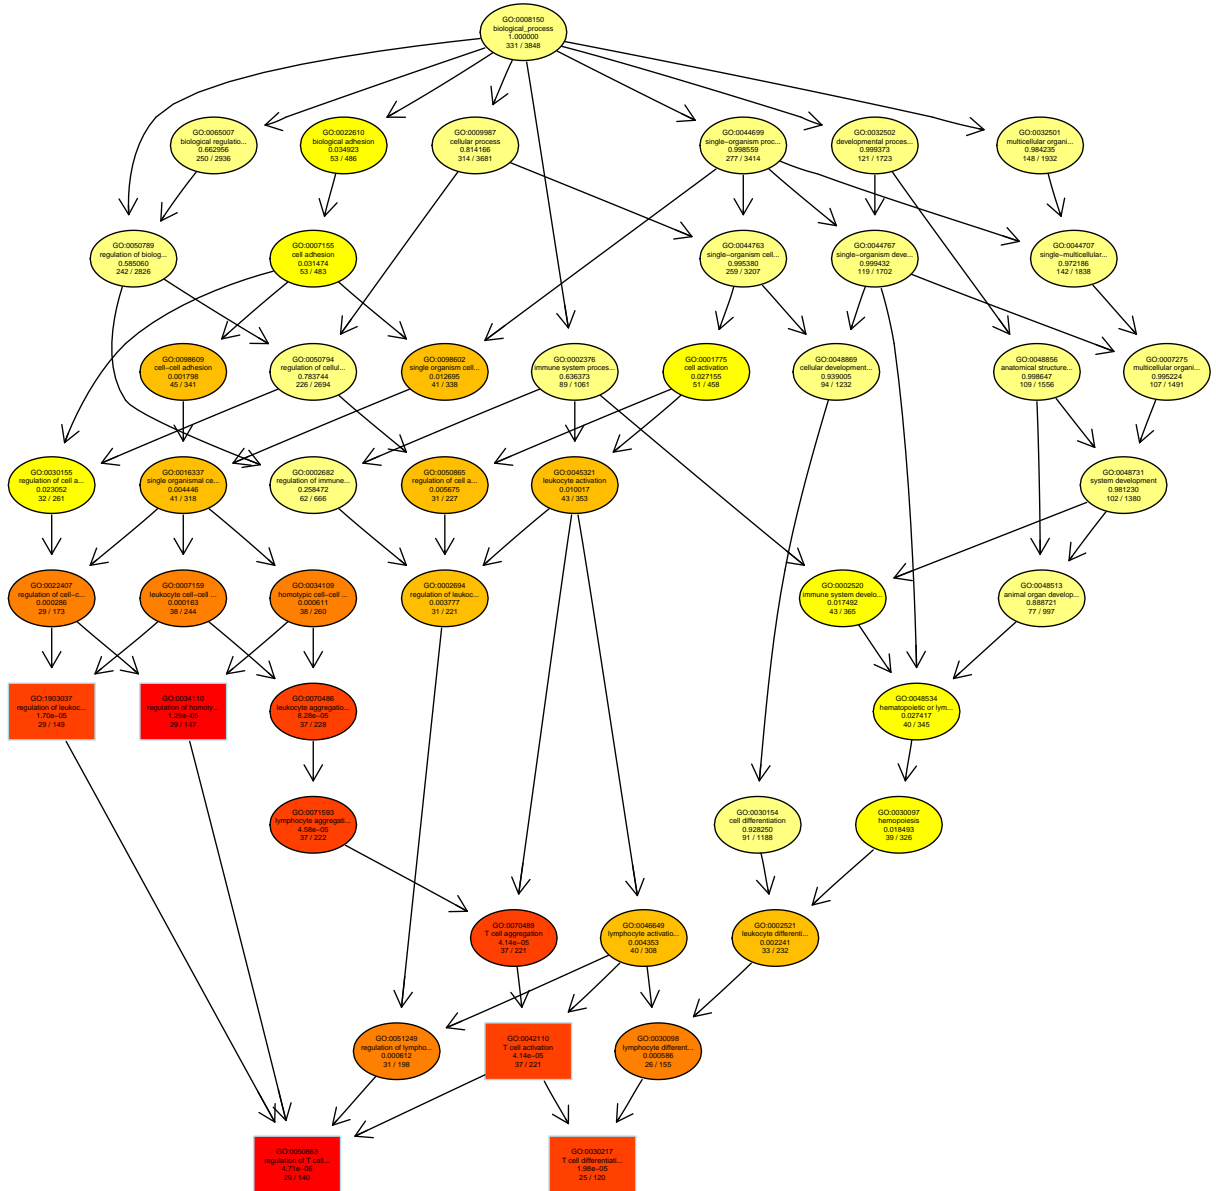 GO:0008150
biological_process
1.000000
331 / 3848
GO:0065007
biological regulatio...
0.662956
250 / 2936
GO:0022610
biological adhesion
0.034923
53 / 486
GO:0009987
cellular process
0.814166
314 / 3681
GO:0044699
single−organism proc...
0.998559
277 / 3414
GO:0032502
developmental proces...
0.999373
121 / 1723
GO:0032501
multicellular organi...
0.984235
148 / 1932
GO:0050789
regulation of biolog...
0.585060
242 / 2826
GO:0007155
cell adhesion
0.031474
53 / 483
GO:0044763
single−organism cell...
0.995380
259 / 3207
GO:0044767
single−organism deve...
0.999432
119 / 1702
GO:0044707
single−multicellular...
0.972186
142 / 1838
GO:0098609
cell−cell adhesion
0.001798
45 / 341
GO:0050794
regulation of cellul...
0.783744
226 / 2694
GO:0098602
single organism cell...
0.012695
41 / 338
GO:0002376
immune system proces...
0.636373
89 / 1061
GO:0001775
cell activation
0.027155
51 / 458
GO:0048869
cellular development...
0.939005
94 / 1232
GO:0048856
anatomical structure...
0.998647
109 / 1556
GO:0007275
multicellular organi...
0.995224
107 / 1491
GO:0030155
regulation of cell a...
0.023052
32 / 261
GO:0016337
single organismal ce...
0.004446
41 / 318
GO:0002682
regulation of immune...
0.258472
62 / 666
GO:0050865
regulation of cell a...
0.005675
31 / 227
GO:0045321
leukocyte activation
0.010017
43 / 353
GO:0048731
system development
0.981230
102 / 1380
GO:0022407
regulation of cell−c...
0.000286
29 / 173
GO:0007159
leukocyte cell−cell ...
0.000163
38 / 244
GO:0034109
homotypic cell−cell ...
0.000611
38 / 260
GO:0002694
regulation of leukoc...
0.003777
31 / 221
GO:0002520
immune system develo...
0.017492
43 / 365
GO:0048513
animal organ develop...
0.888721
77 / 997
GO:1903037
regulation of leukoc...
1.70e−05
29 / 149
GO:0034110
regulation of homoty...
1.26e−05
29 / 147
GO:0070486
leukocyte aggregatio...
8.28e−05
37 / 228
GO:0048534
hematopoietic or lym...
0.027417
40 / 345
GO:0071593
lymphocyte aggregati...
4.58e−05
37 / 222
GO:0030154
cell differentiation
0.928250
91 / 1188
GO:0030097
hemopoiesis
0.018493
39 / 326
GO:0070489
T cell aggregation
4.14e−05
37 / 221
GO:0046649
lymphocyte activatio...
0.004353
40 / 308
GO:0002521
leukocyte differenti...
0.002241
33 / 232
GO:0051249
regulation of lympho...
0.000612
31 / 198
GO:0042110
T cell activation
4.14e−05
37 / 221
GO:0030098
lymphocyte different...
0.000586
26 / 155
GO:0050863
regulation of T cell...
4.71e−06
29 / 140
GO:0030217
T cell differentiati...
1.98e−05
25 / 120